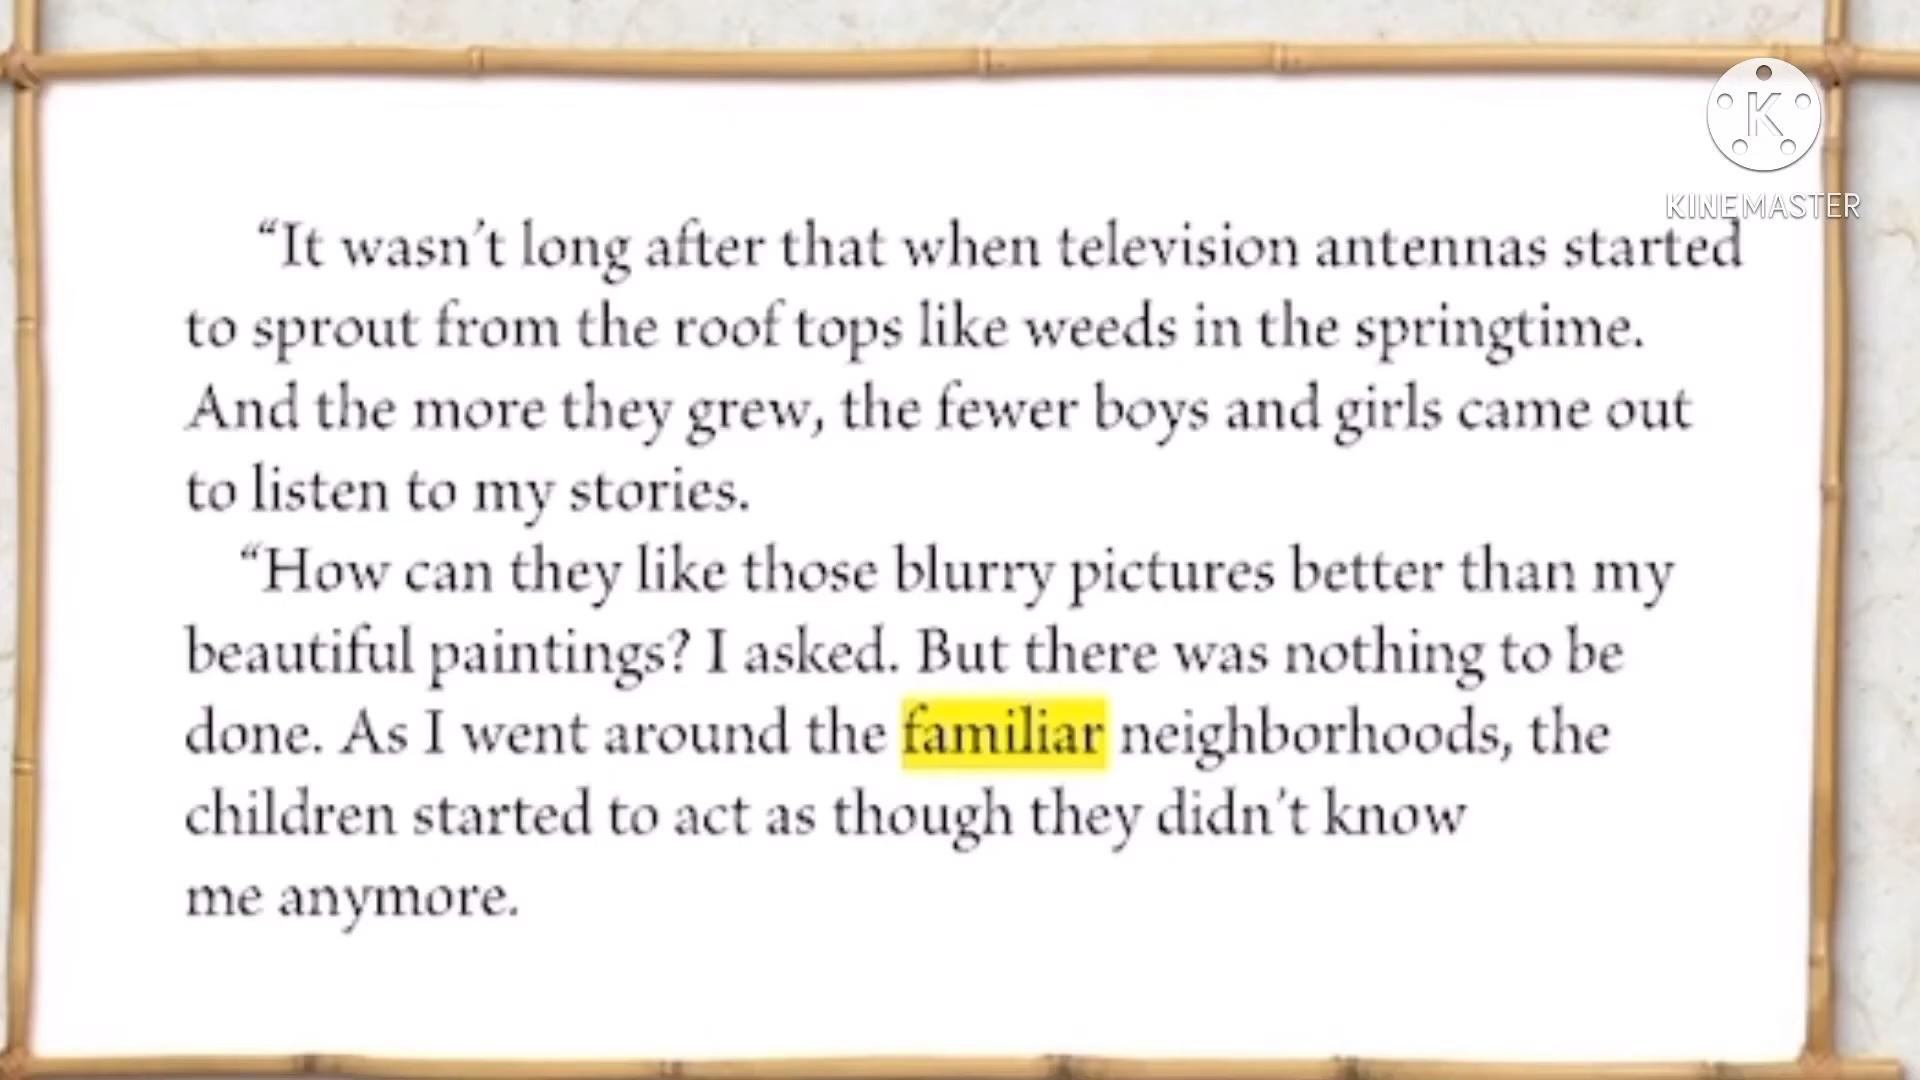 K
KINEMASTER
“It wasn’t long after that when television antennas started
to sprout from the roof tops like weeds in the springtime.
And the more they grew, the fewer boys and girls came out
to listen to my stories.
“How can they like those blurry pictures better than my
beautiful paintings? I asked. But there was nothing to be
done. As I went around the familiar neighborhoods, the
children started to act as though they didn’t know
me anymore.